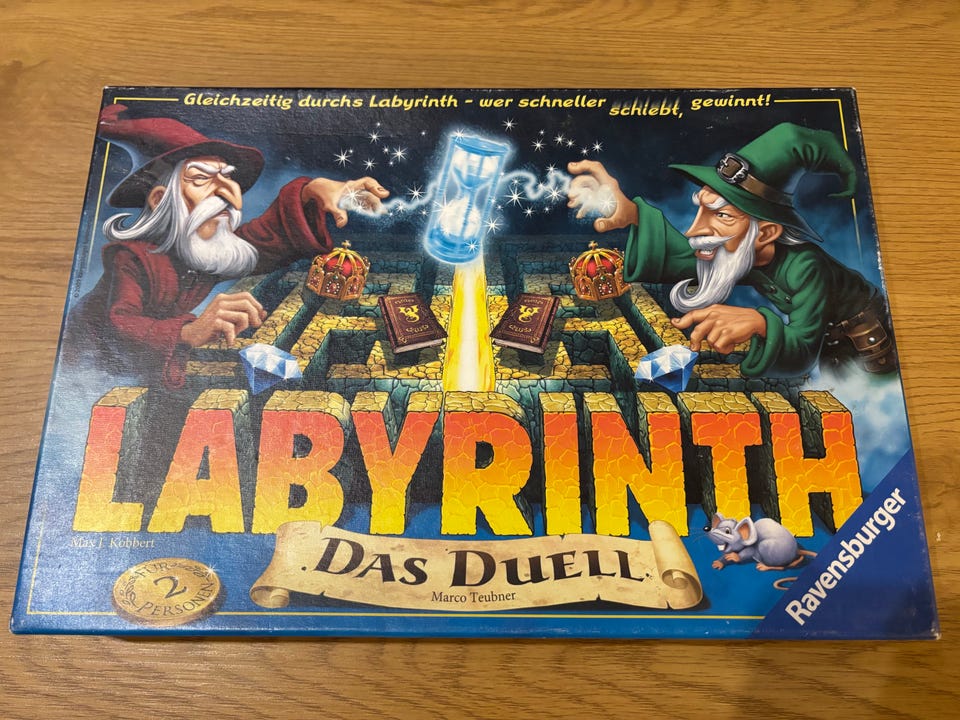 Gleichzeitig durchs Labyrinth - wer schneller schiebt, gewinnt!
LABYRINTH
Max J. Kobbert
DAS DUELL
Marco Teubner
FÜR
2
PERSONEN
Ravensburger